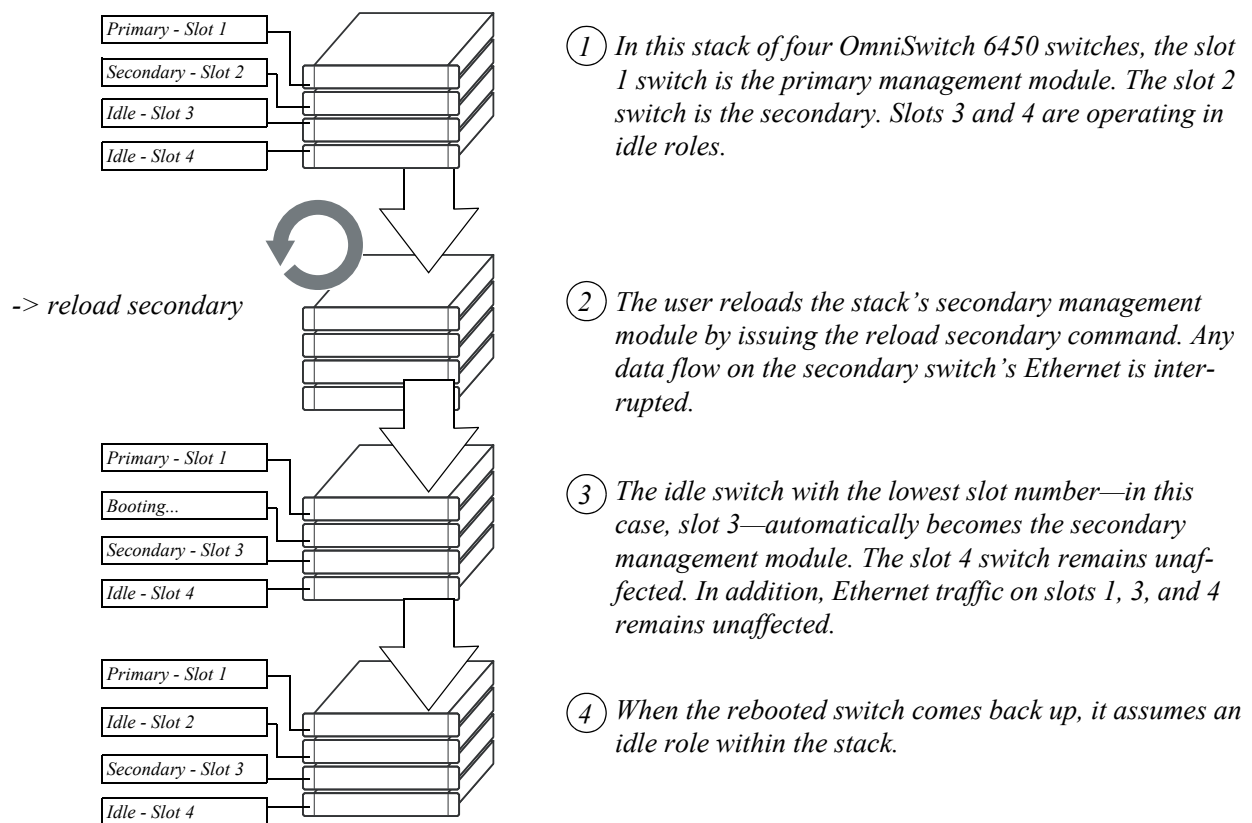 Primary - Slot 1
Secondary - Slot 2
Idle - Slot 3
Idle - Slot 4
1 In this stack of four OmniSwitch 6450 switches, the slot
1 switch is the primary management module. The slot 2
switch is the secondary. Slots 3 and 4 are operating in
idle roles.
-> reload secondary
2 The user reloads the stack’s secondary management
module by issuing the reload secondary command. Any
data flow on the secondary switch’s Ethernet is inter-
rupted.
Primary - Slot 1
Booting...
Secondary - Slot 3
Idle - Slot 4
3 The idle switch with the lowest slot number—in this
case, slot 3—automatically becomes the secondary
management module. The slot 4 switch remains unaf-
fected. In addition, Ethernet traffic on slots 1, 3, and 4
remains unaffected.
Primary - Slot 1
Idle - Slot 2
Secondary - Slot 3
Idle - Slot 4
4 When the rebooted switch comes back up, it assumes an
idle role within the stack.